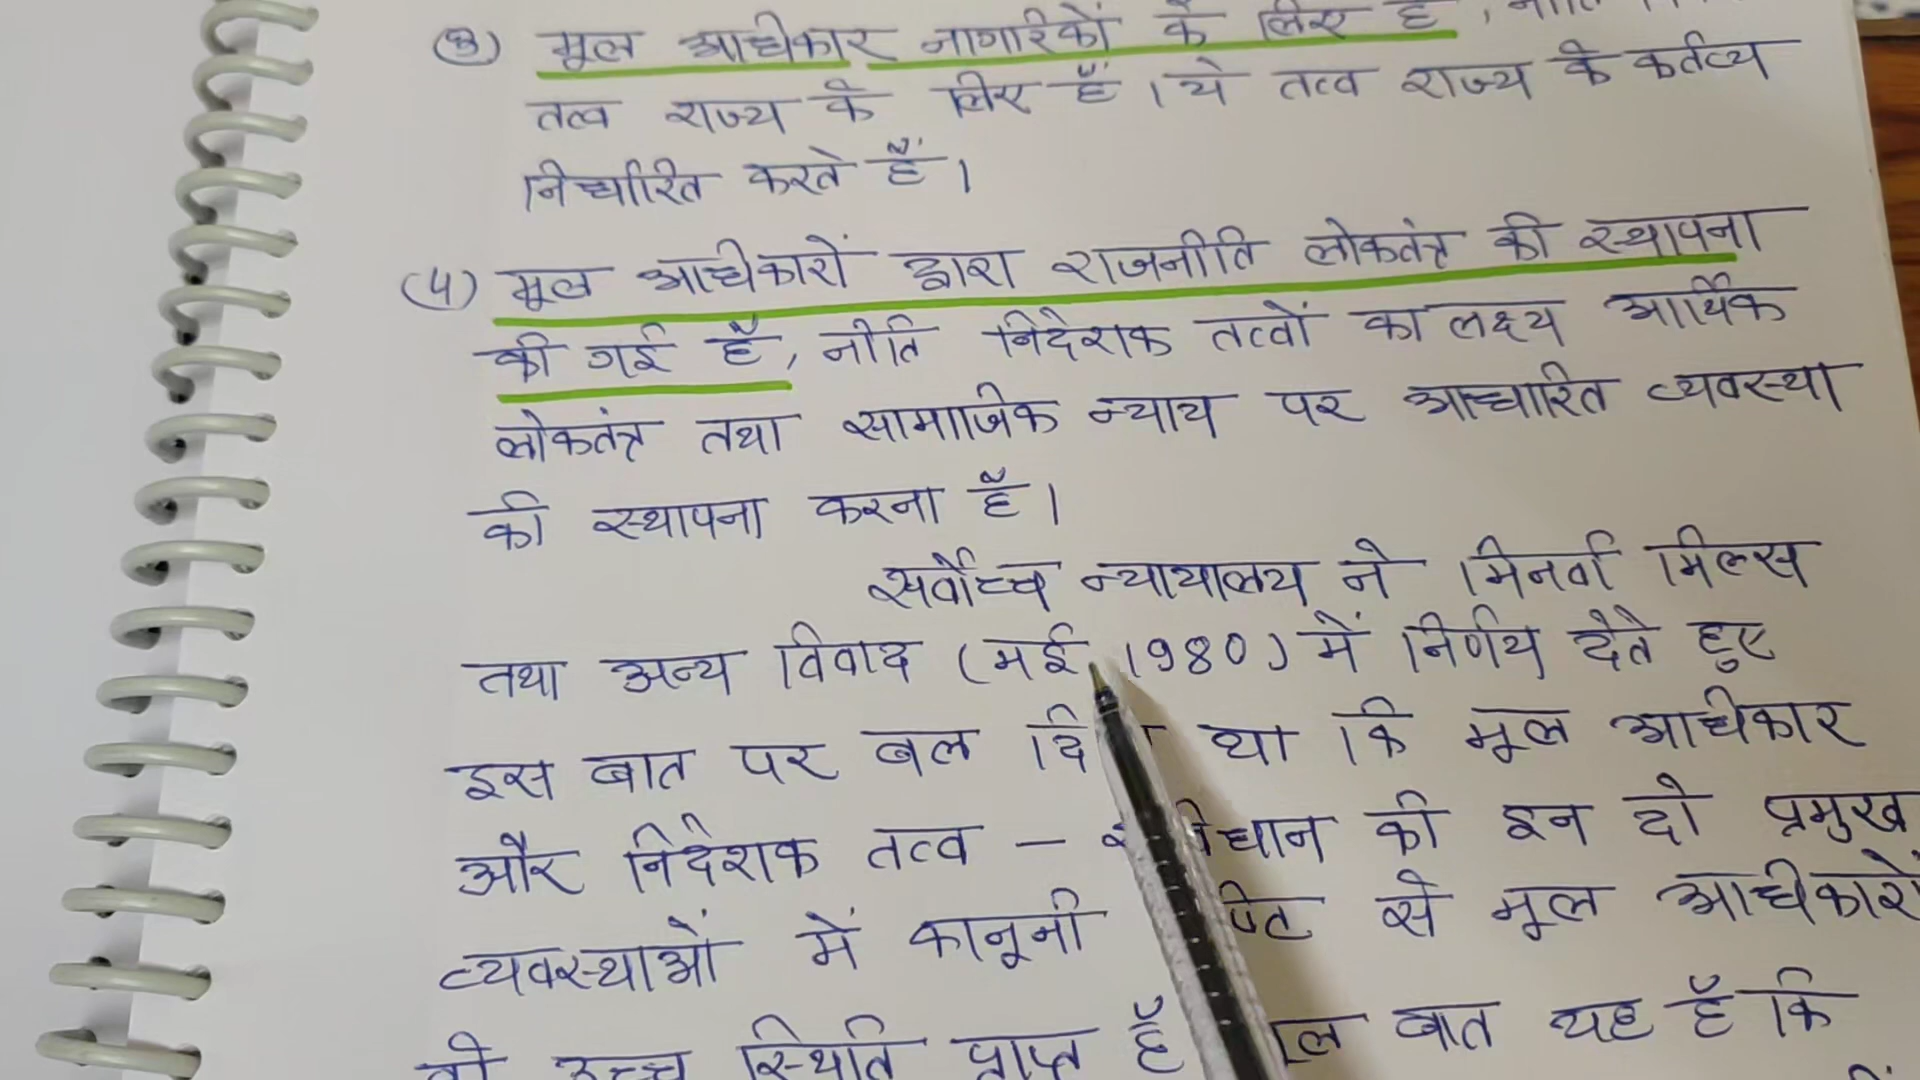 (3) मूल अधिकार नागरिकों के लिए है,
तत्व राज्य के लिए हैं। ये तत्व राज्य के कर्तव्य
निर्धारित करते हैं।
(4) मूल अधिकारों द्वारा राजनीति लोकतंत्र की स्थापना
की गई है, नीति निदेशक तत्वों का लक्ष्य आर्थिक
लोकतंत्र तथा सामाजिक न्याय पर आधारित व्यवस्था
की स्थापना करना है।
सर्वोच्च न्यायालय ने मिनर्वा मिल्स
तथा अन्य विवाद (मई 1980) में निर्णय देते हुए
इस बात पर बल था कि मूल अधिकार
और निदेशक तत्व – की इन दो प्रमुख
व्यवस्थाओं में कानूनी से मूल अधिकारों
उच्च स्थिति प्राप्त है बात यह है कि